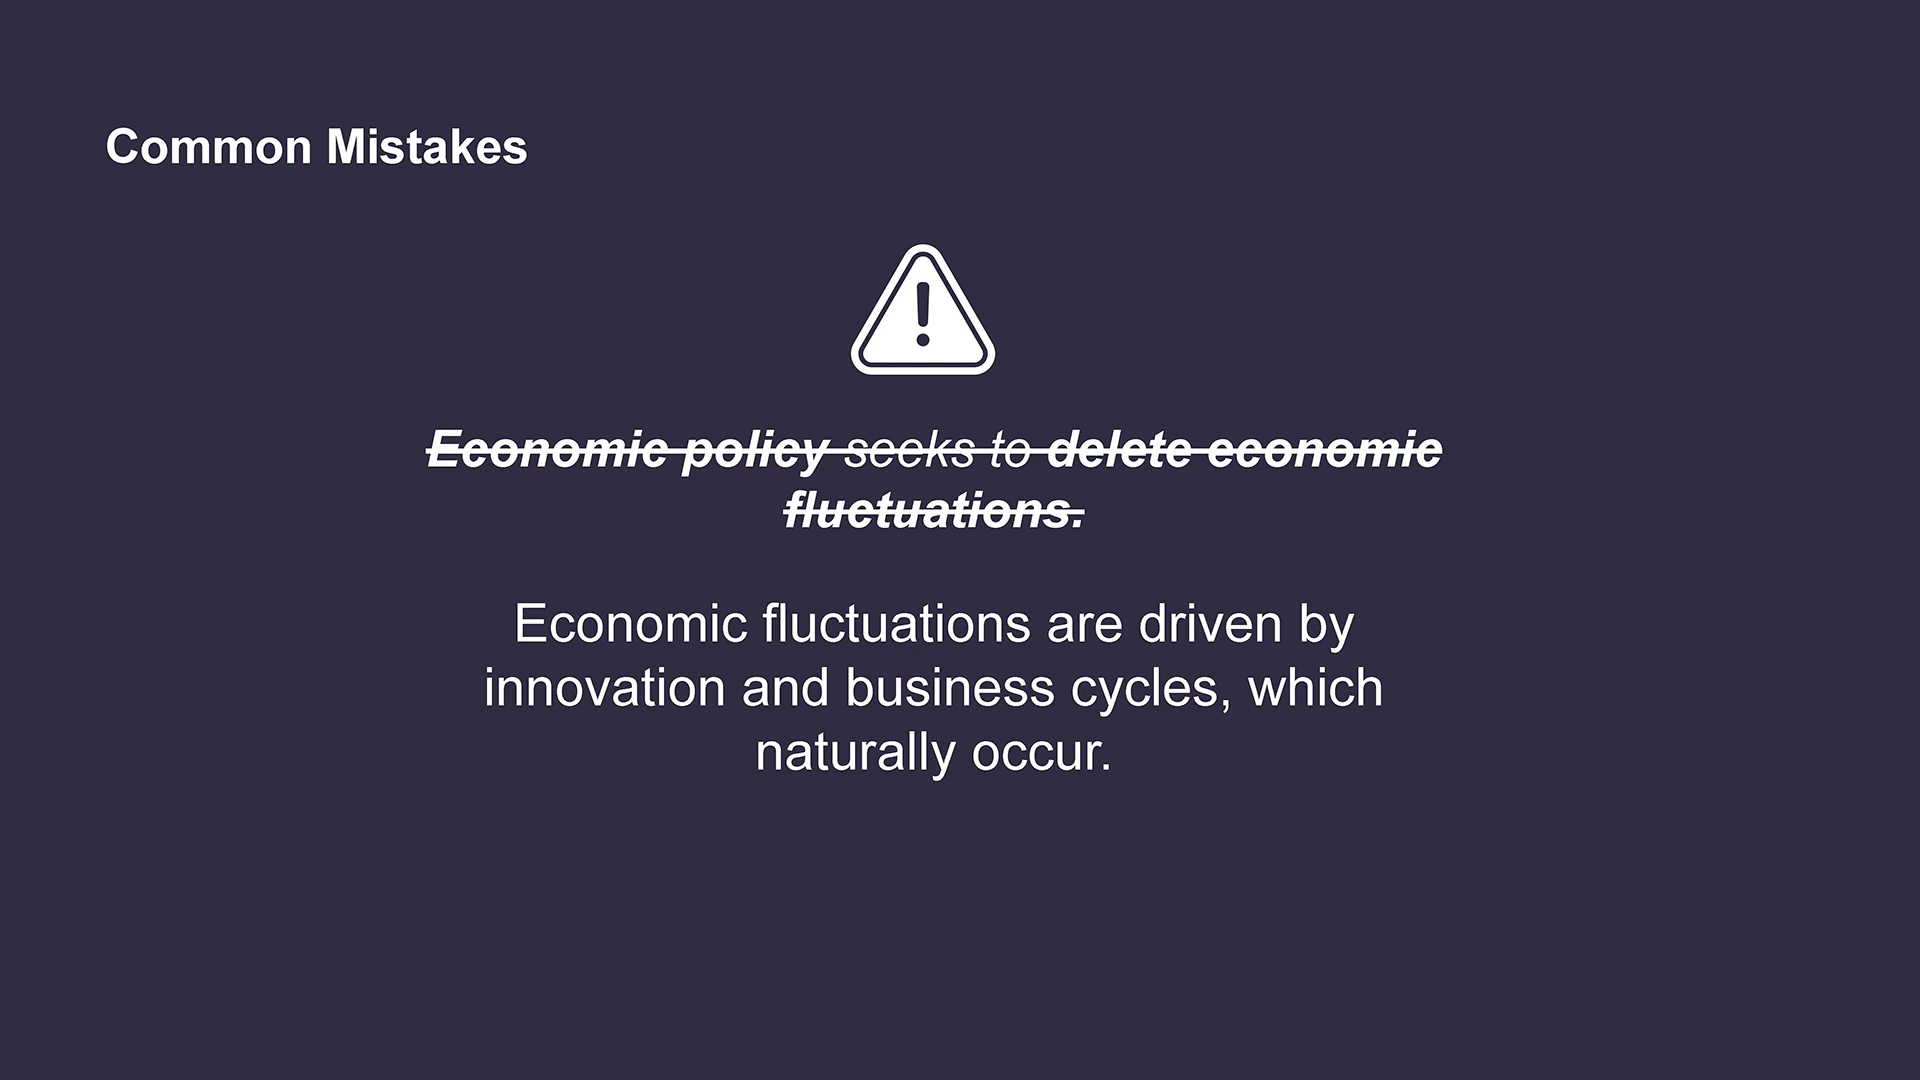 Common Mistakes
Economic policy seeks to delete economic
fluctuations.
Economic fluctuations are driven by
innovation and business cycles, which
naturally occur.